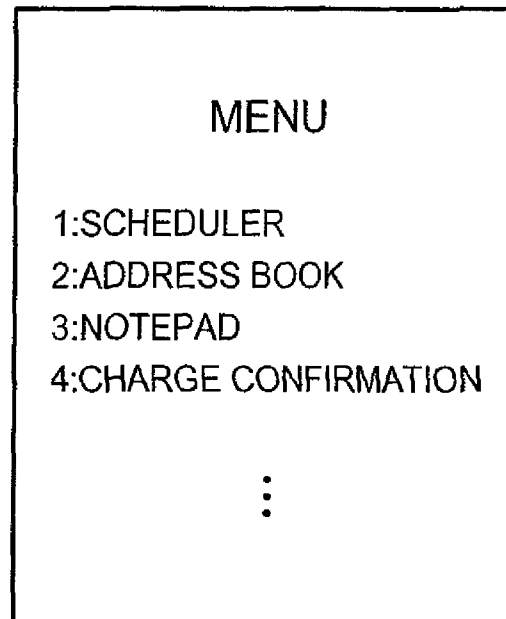 MENU
1:SCHEDULER
2:ADDRESS BOOK
3:NOTEPAD
4:CHARGE CONFIRMATION
⋮